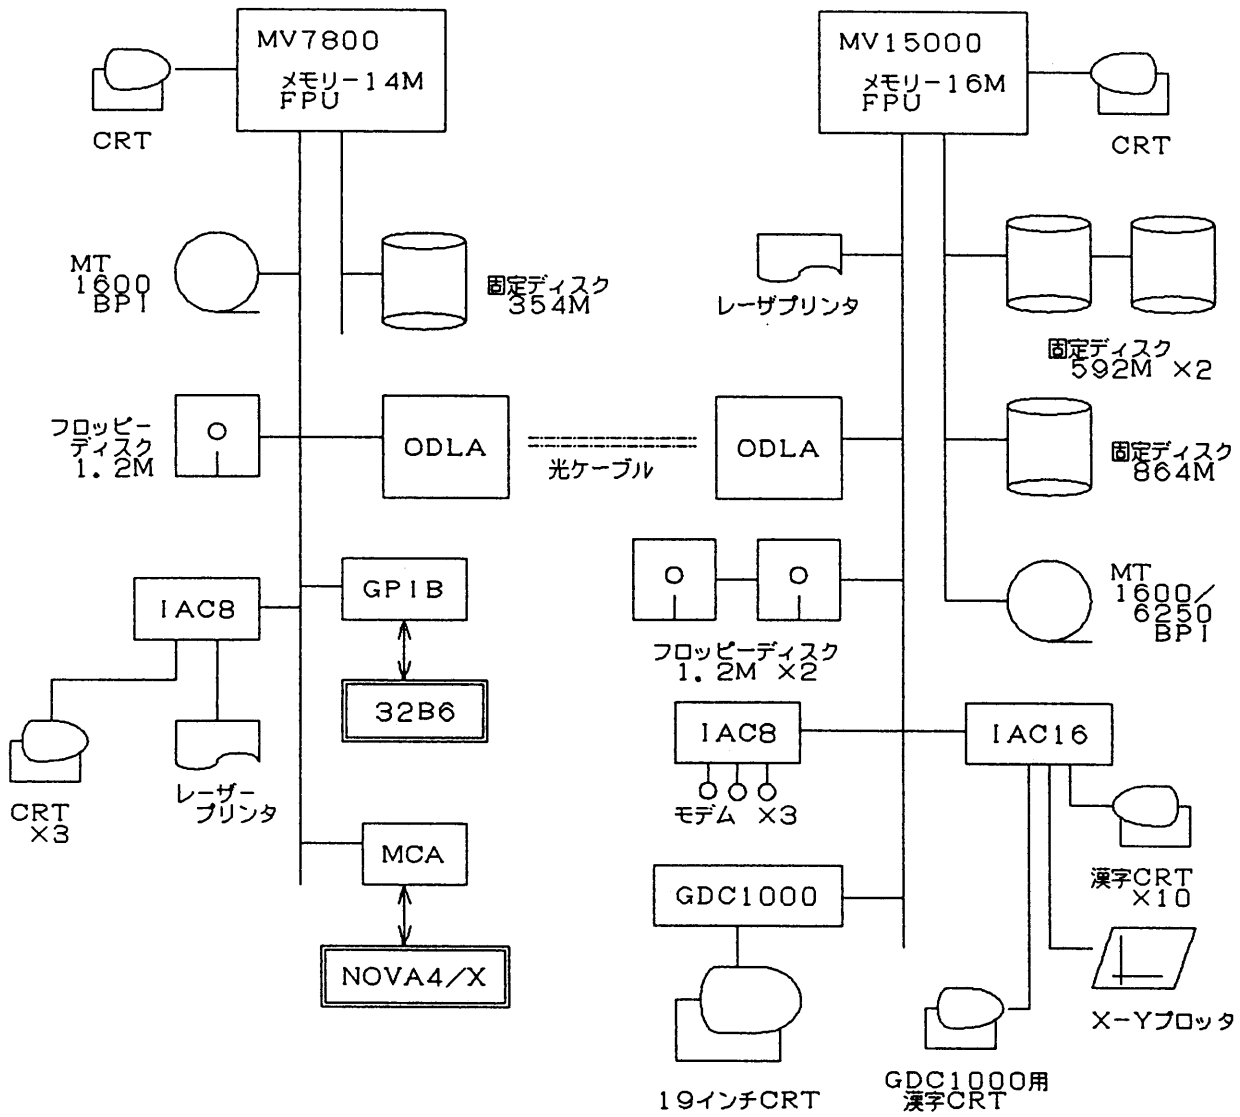 MV7800
メモリー14M
FPU
CRT
MT
1600
BPI
固定ディスク
354M
フロッピー
ディスク
1.2M
ODLA
光ケーブル
IAC8
GPIB
32B6
CRT
×3
レーザー
プリンタ
MCA
NOVA4/X
MV15000
メモリー16M
FPU
CRT
レーザプリンタ
固定ディスク
592M ×2
ODLA
固定ディスク
864M
フロッピーディスク
1.2M ×2
MT
1600/
6250
BPI
IAC8
モデム ×3
IAC16
漢字CRT
×10
GDC1000
X-Yプロッタ
19インチCRT
GDC1000用
漢字CRT